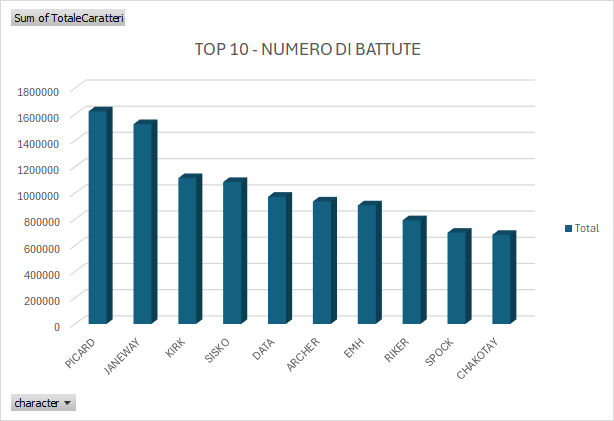 Sum of TotaleCaratteri
TOP 10 - NUMERO DI BATTUTE
1800000
1600000
1400000
1200000
1000000
800000
600000
400000
200000
0
PICARD
JANEWAY
KIRK
SISKO
DATA
ARCHER
EMH
RIKER
SPOCK
CHAKOTAY
Total
character